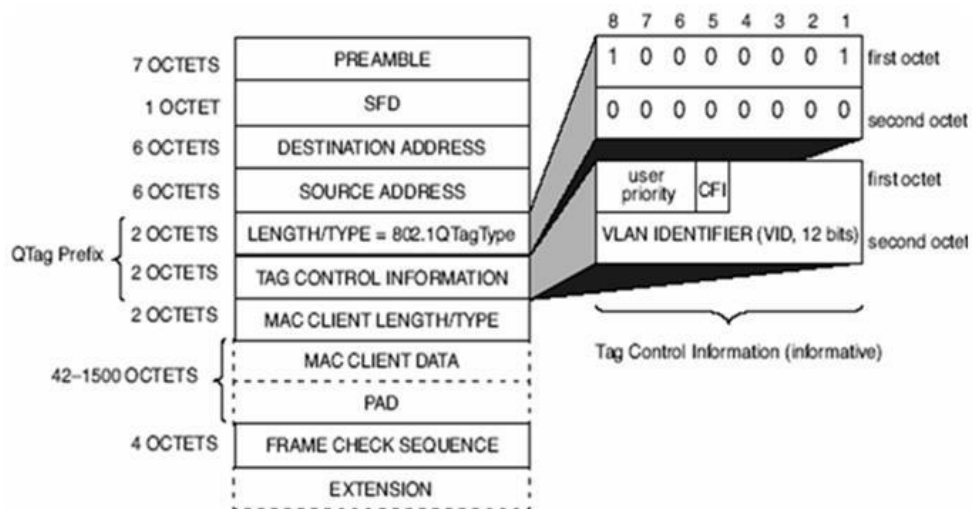 8 7 6 5 4 3 2 1
7 OCTETS PREAMBLE
1 0 0 0 0 0 0 1 first octet
1 OCTET SFD
0 0 0 0 0 0 0 0 second octet
6 OCTETS DESTINATION ADDRESS
6 OCTETS SOURCE ADDRESS
user priority CFI first octet
QTag Prefix
2 OCTETS LENGTH/TYPE = 802.1QTagType
VLAN IDENTIFIER (VID, 12 bits) second octet
2 OCTETS TAG CONTROL INFORMATION
2 OCTETS MAC CLIENT LENGTH/TYPE
Tag Control Information (informative)
42–1500 OCTETS
MAC CLIENT DATA
PAD
4 OCTETS FRAME CHECK SEQUENCE
EXTENSION